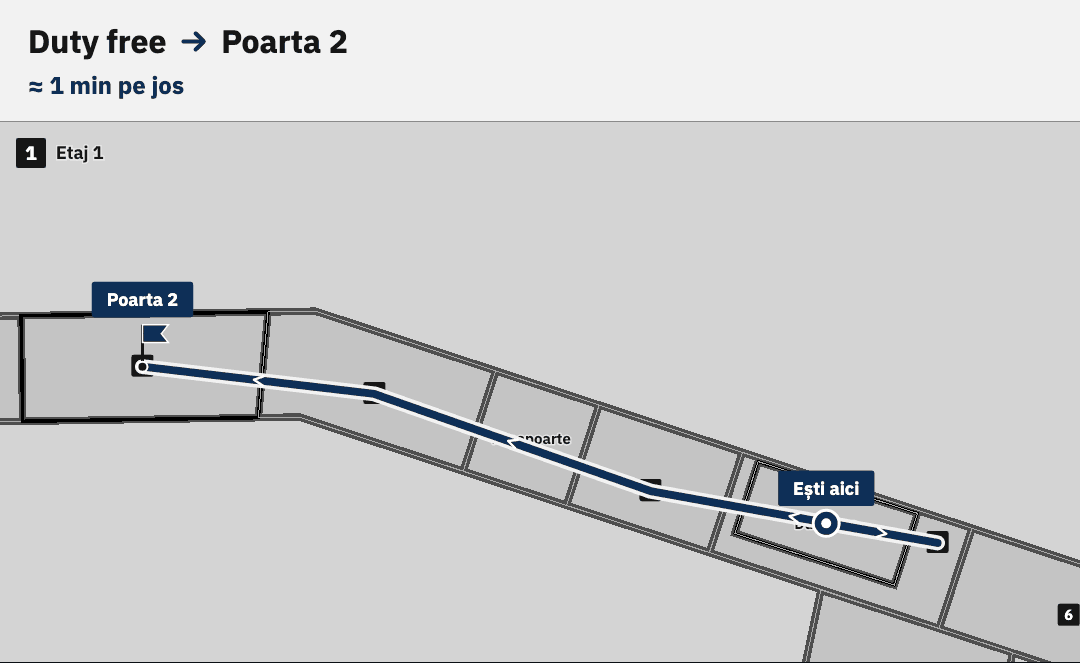 Duty free → Poarta 2
≈ 1 min pe jos
1 Etaj 1
Poarta 2
Ești aici
6